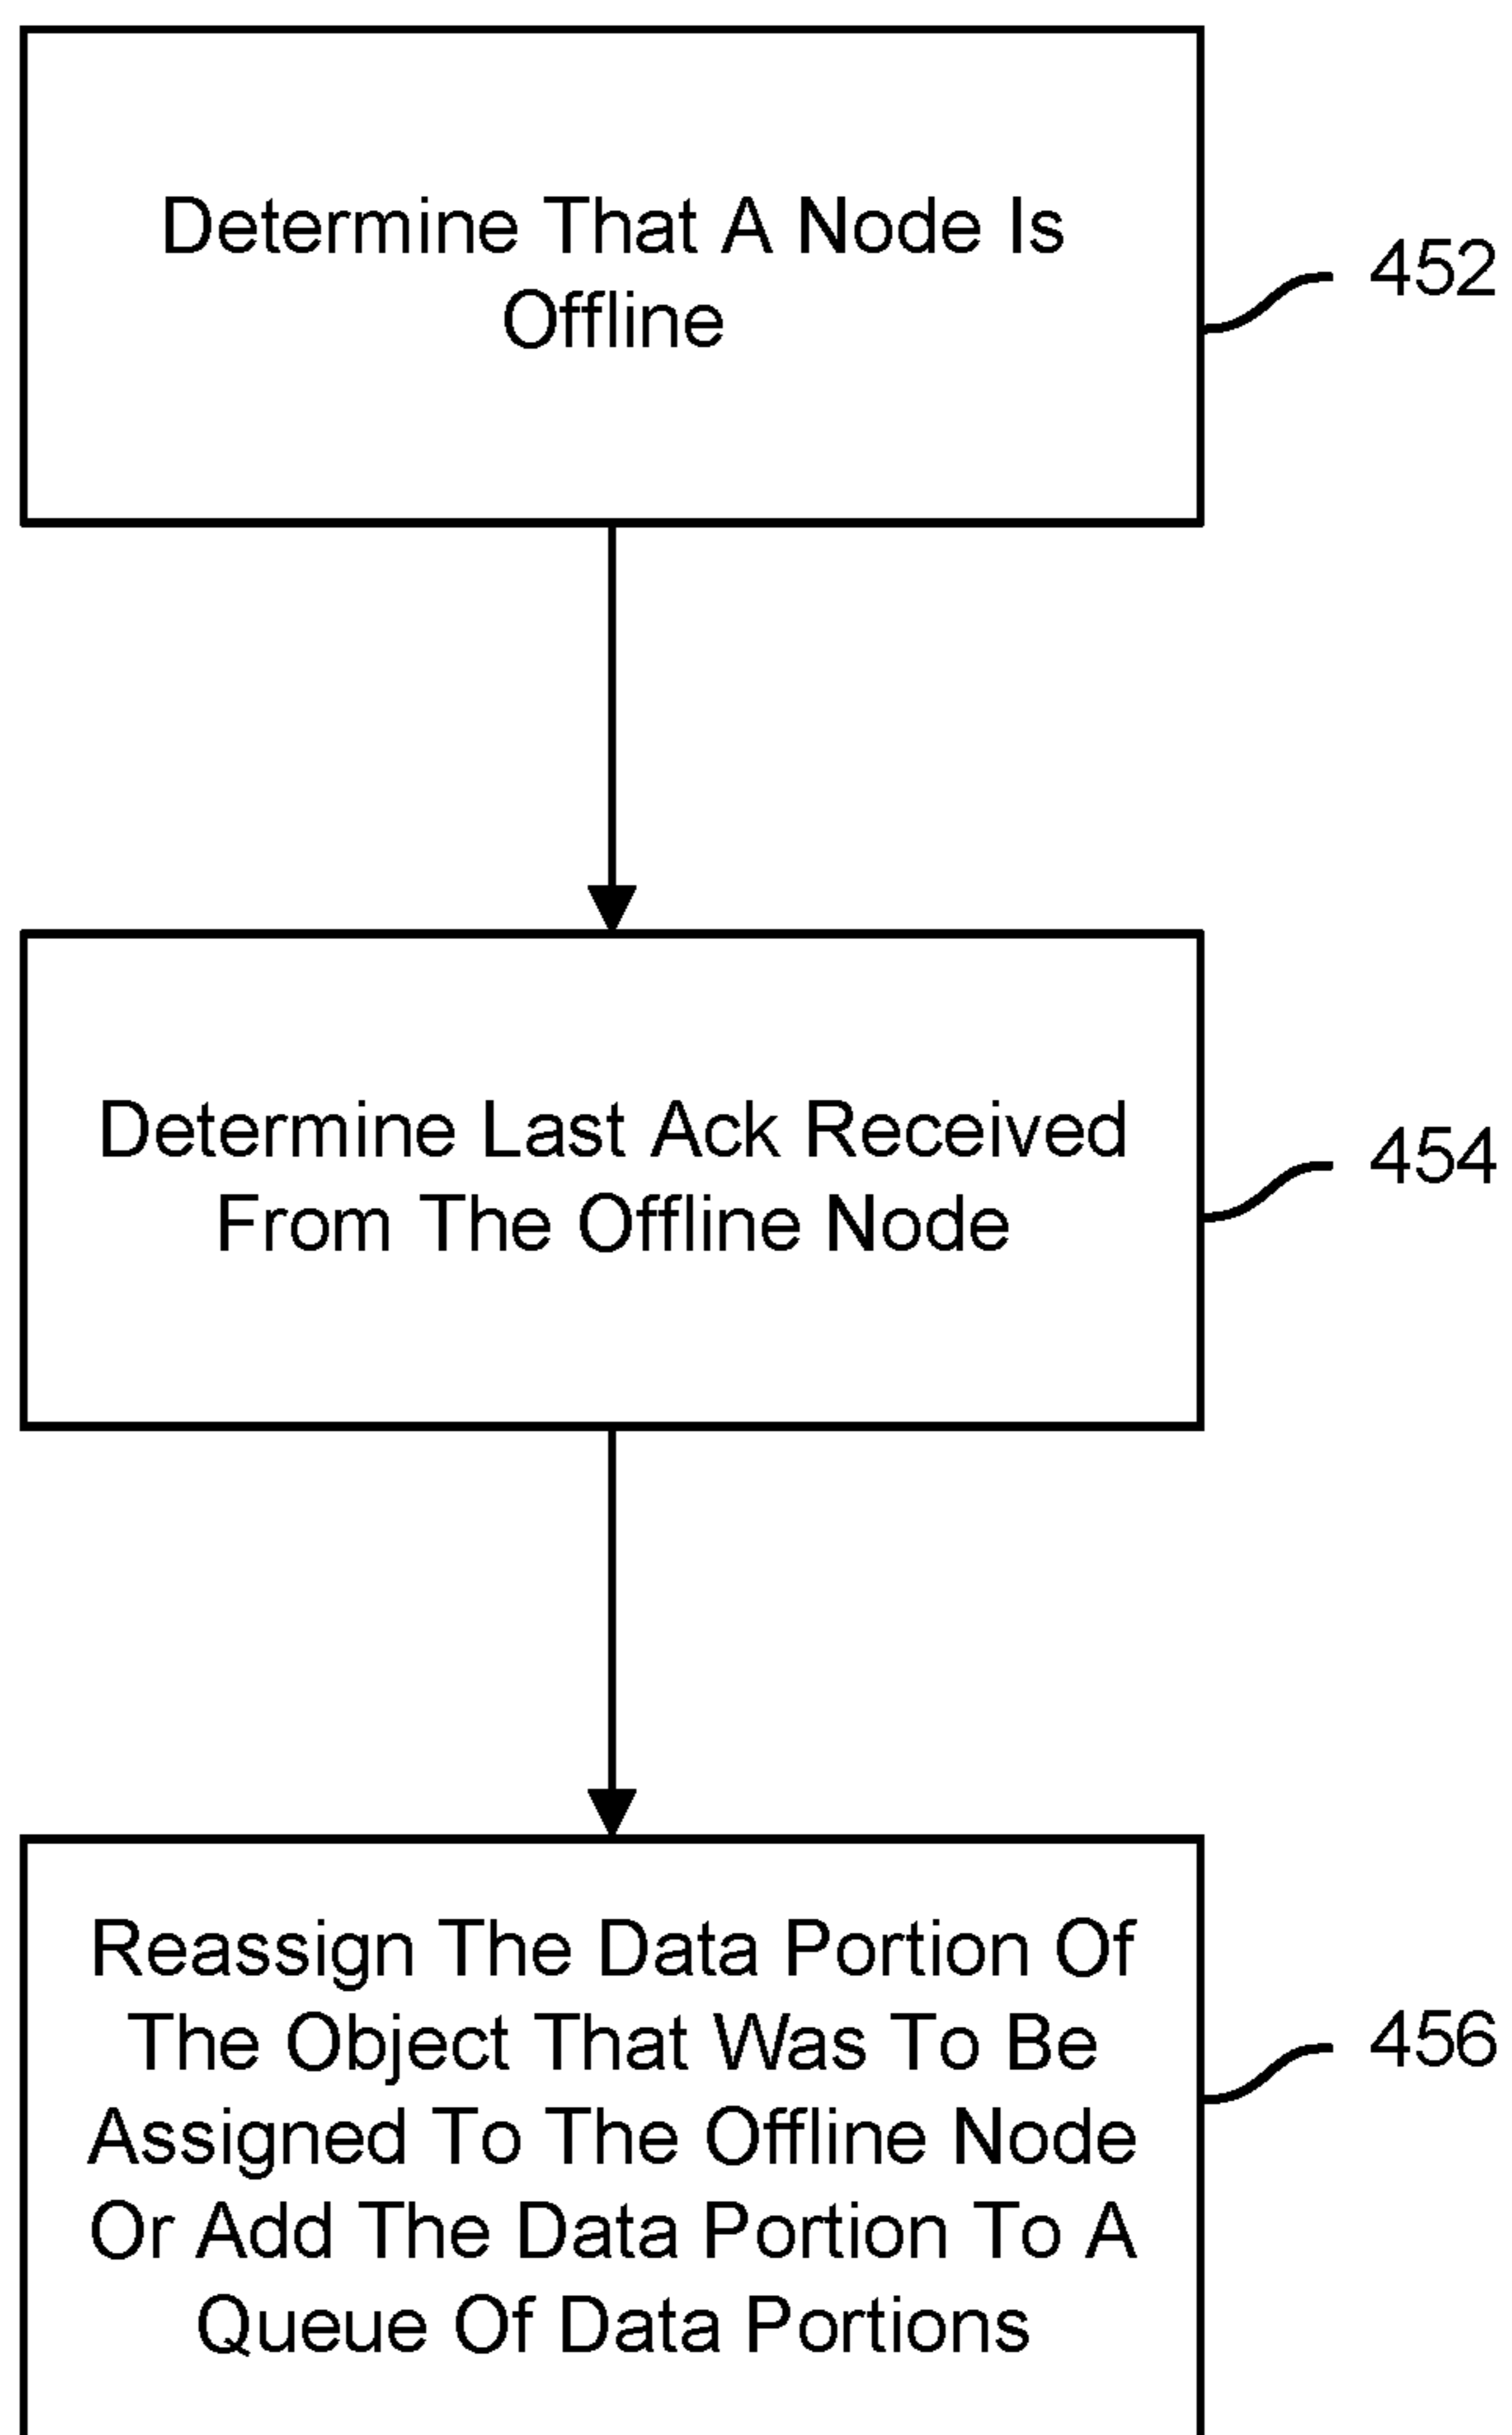 Determine That A Node Is
Offline
452
Determine Last Ack Received
From The Offline Node
454
Reassign The Data Portion Of
The Object That Was To Be
Assigned To The Offline Node
Or Add The Data Portion To A
Queue Of Data Portions
456